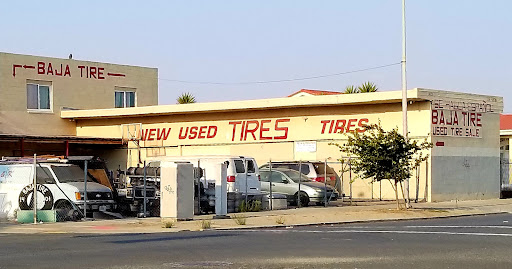 BAJA TIRE
NEW USED TIRES TIRES
BAJA TIRE
USED TIRE SALE